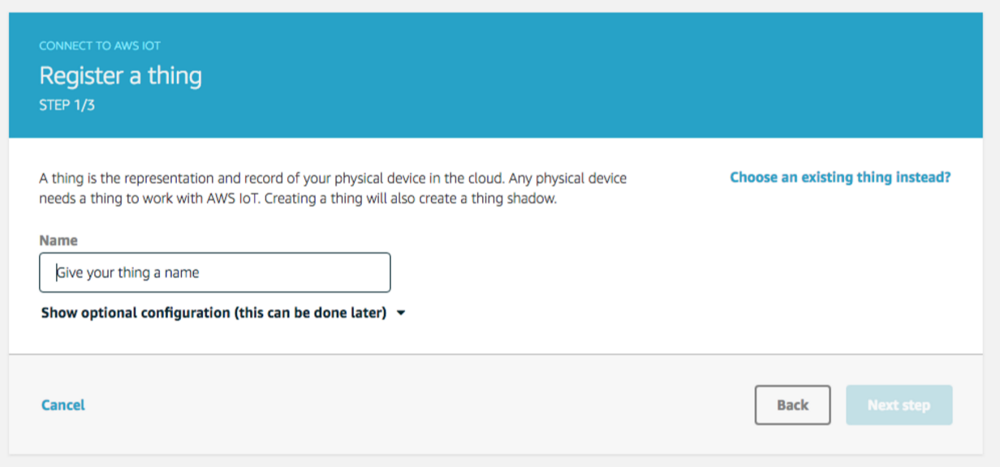 CONNECT TO AWS IOT
Register a thing
STEP 1/3
A thing is the representation and record of your physical device in the cloud. Any physical device
needs a thing to work with AWS IoT. Creating a thing will also create a thing shadow.
Choose an existing thing instead?
Name
Give your thing a name
Show optional configuration (this can be done later)
Cancel
Back
Next step